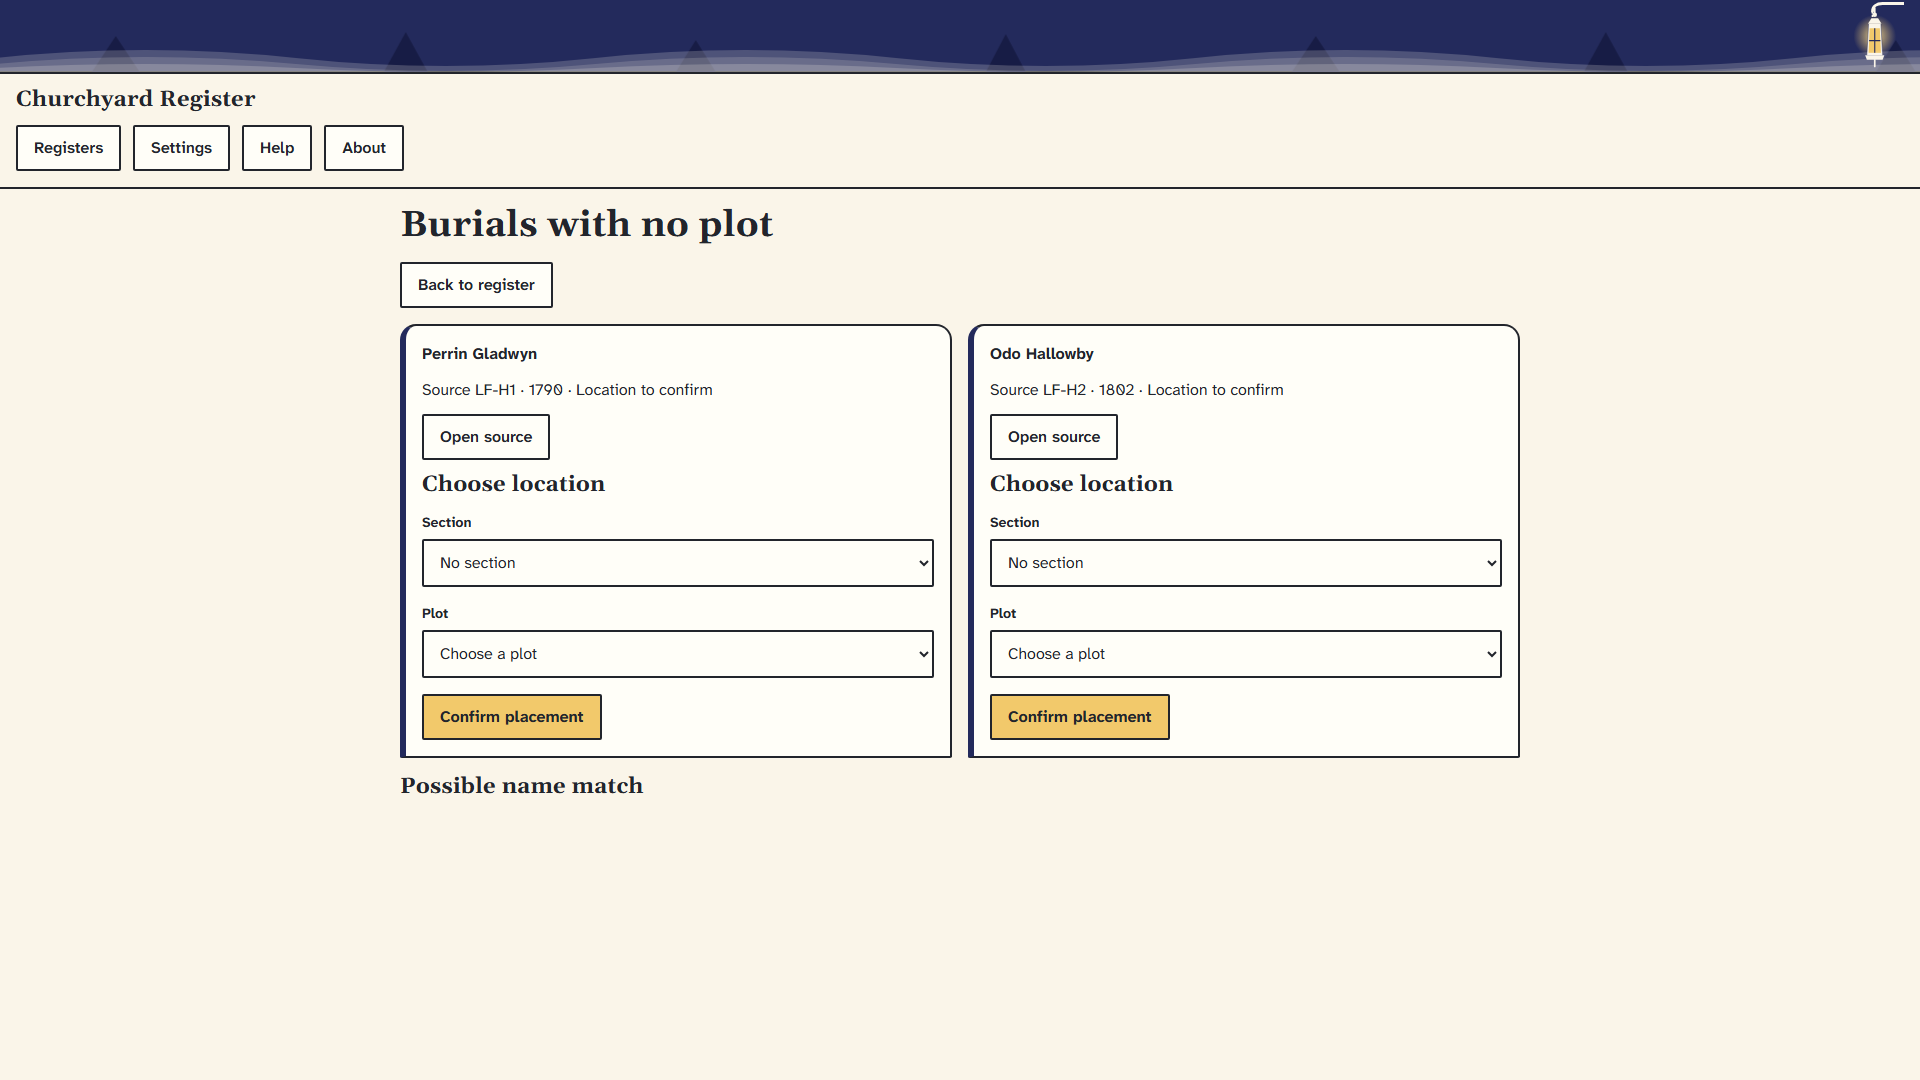 Churchyard Register
Registers
Settings
Help
About
Burials with no plot
Back to register
Perrin Gladwyn
Source LF-H1 · 1790 · Location to confirm
Open source
Choose location
Section
No section
Plot
Choose a plot
Confirm placement
Odo Hallowby
Source LF-H2 · 1802 · Location to confirm
Open source
Choose location
Section
No section
Plot
Choose a plot
Confirm placement
Possible name match